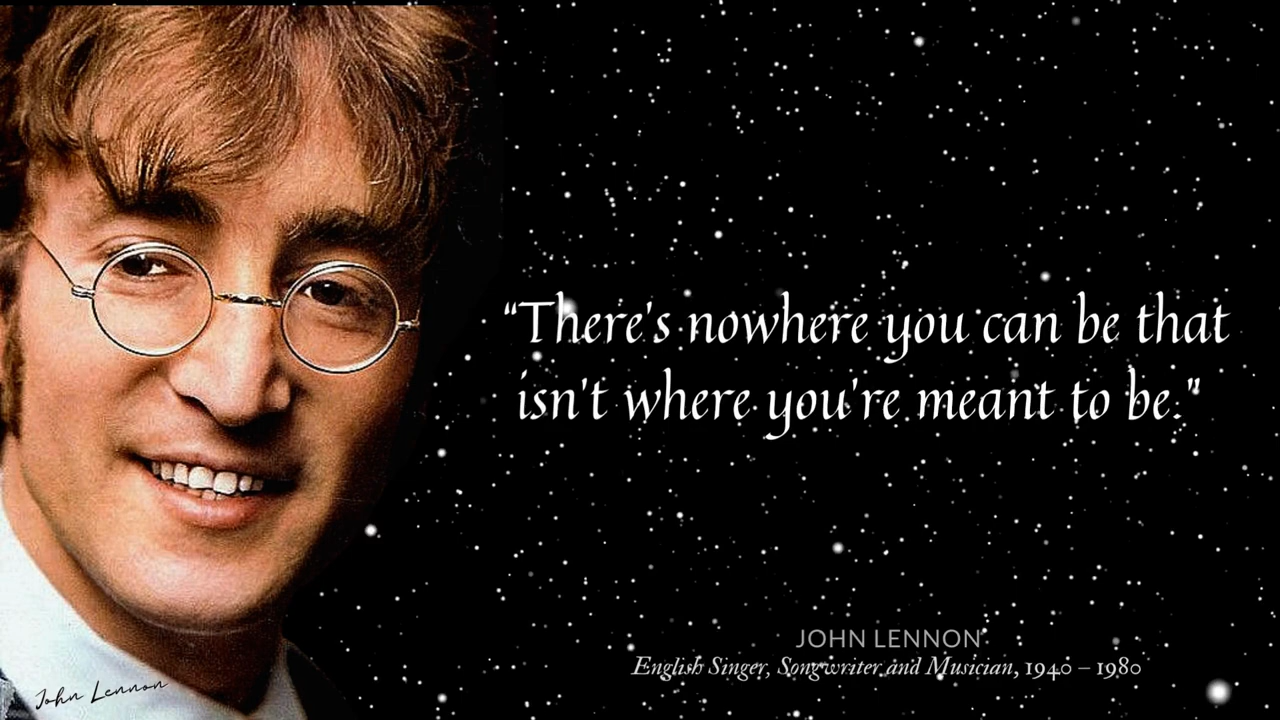 "There's nowhere you can be that
isn't where you're meant to be."
JOHN LENNON
English Singer, Songwriter and Musician, 1940 – 1980
John Lennon